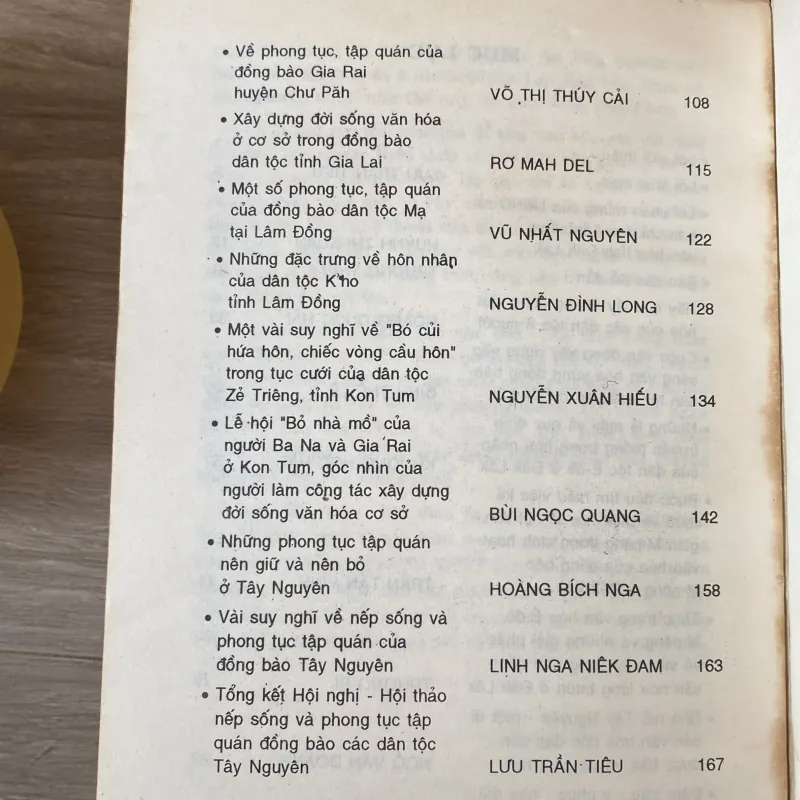 • Về phong tục, tập quán của
đồng bào Gia Rai
huyện Chư Păh VÕ THỊ THÚY CẢI 108
• Xây dựng đời sống văn hóa
ở cơ sở trong đồng bào
dân tộc tỉnh Gia Lai RƠ MAH DEL 115
• Một số phong tục, tập quán
của đồng bào dân tộc Mạ
tại Lâm Đồng VŨ NHẤT NGUYÊN 122
• Những đặc trưng về hôn nhân
của dân tộc K'ho
tỉnh Lâm Đồng NGUYỄN ĐÌNH LONG 128
• Một vài suy nghĩ về "Bó củi
hứa hôn, chiếc vòng cầu hôn"
trong tục cưới của dân tộc
Zẻ Triêng, tỉnh Kon Tum NGUYỄN XUÂN HIẾU 134
• Lễ hội "Bỏ nhà mồ" của
người Ba Na và Gia Rai
ở Kon Tum, góc nhìn của
người làm công tác xây dựng
đời sống văn hóa cơ sở BÙI NGỌC QUANG 142
• Những phong tục tập quán
nên giữ và nên bỏ
ở Tây Nguyên HOÀNG BÍCH NGA 158
• Vài suy nghĩ về nếp sống và
phong tục tập quán của
đồng bào Tây Nguyên LINH NGA NIÊK ĐAM 163
• Tổng kết Hội nghị - Hội thảo
nếp sống và phong tục tập
quán đồng bào các dân tộc
Tây Nguyên LƯU TRẦN TIÊU 167